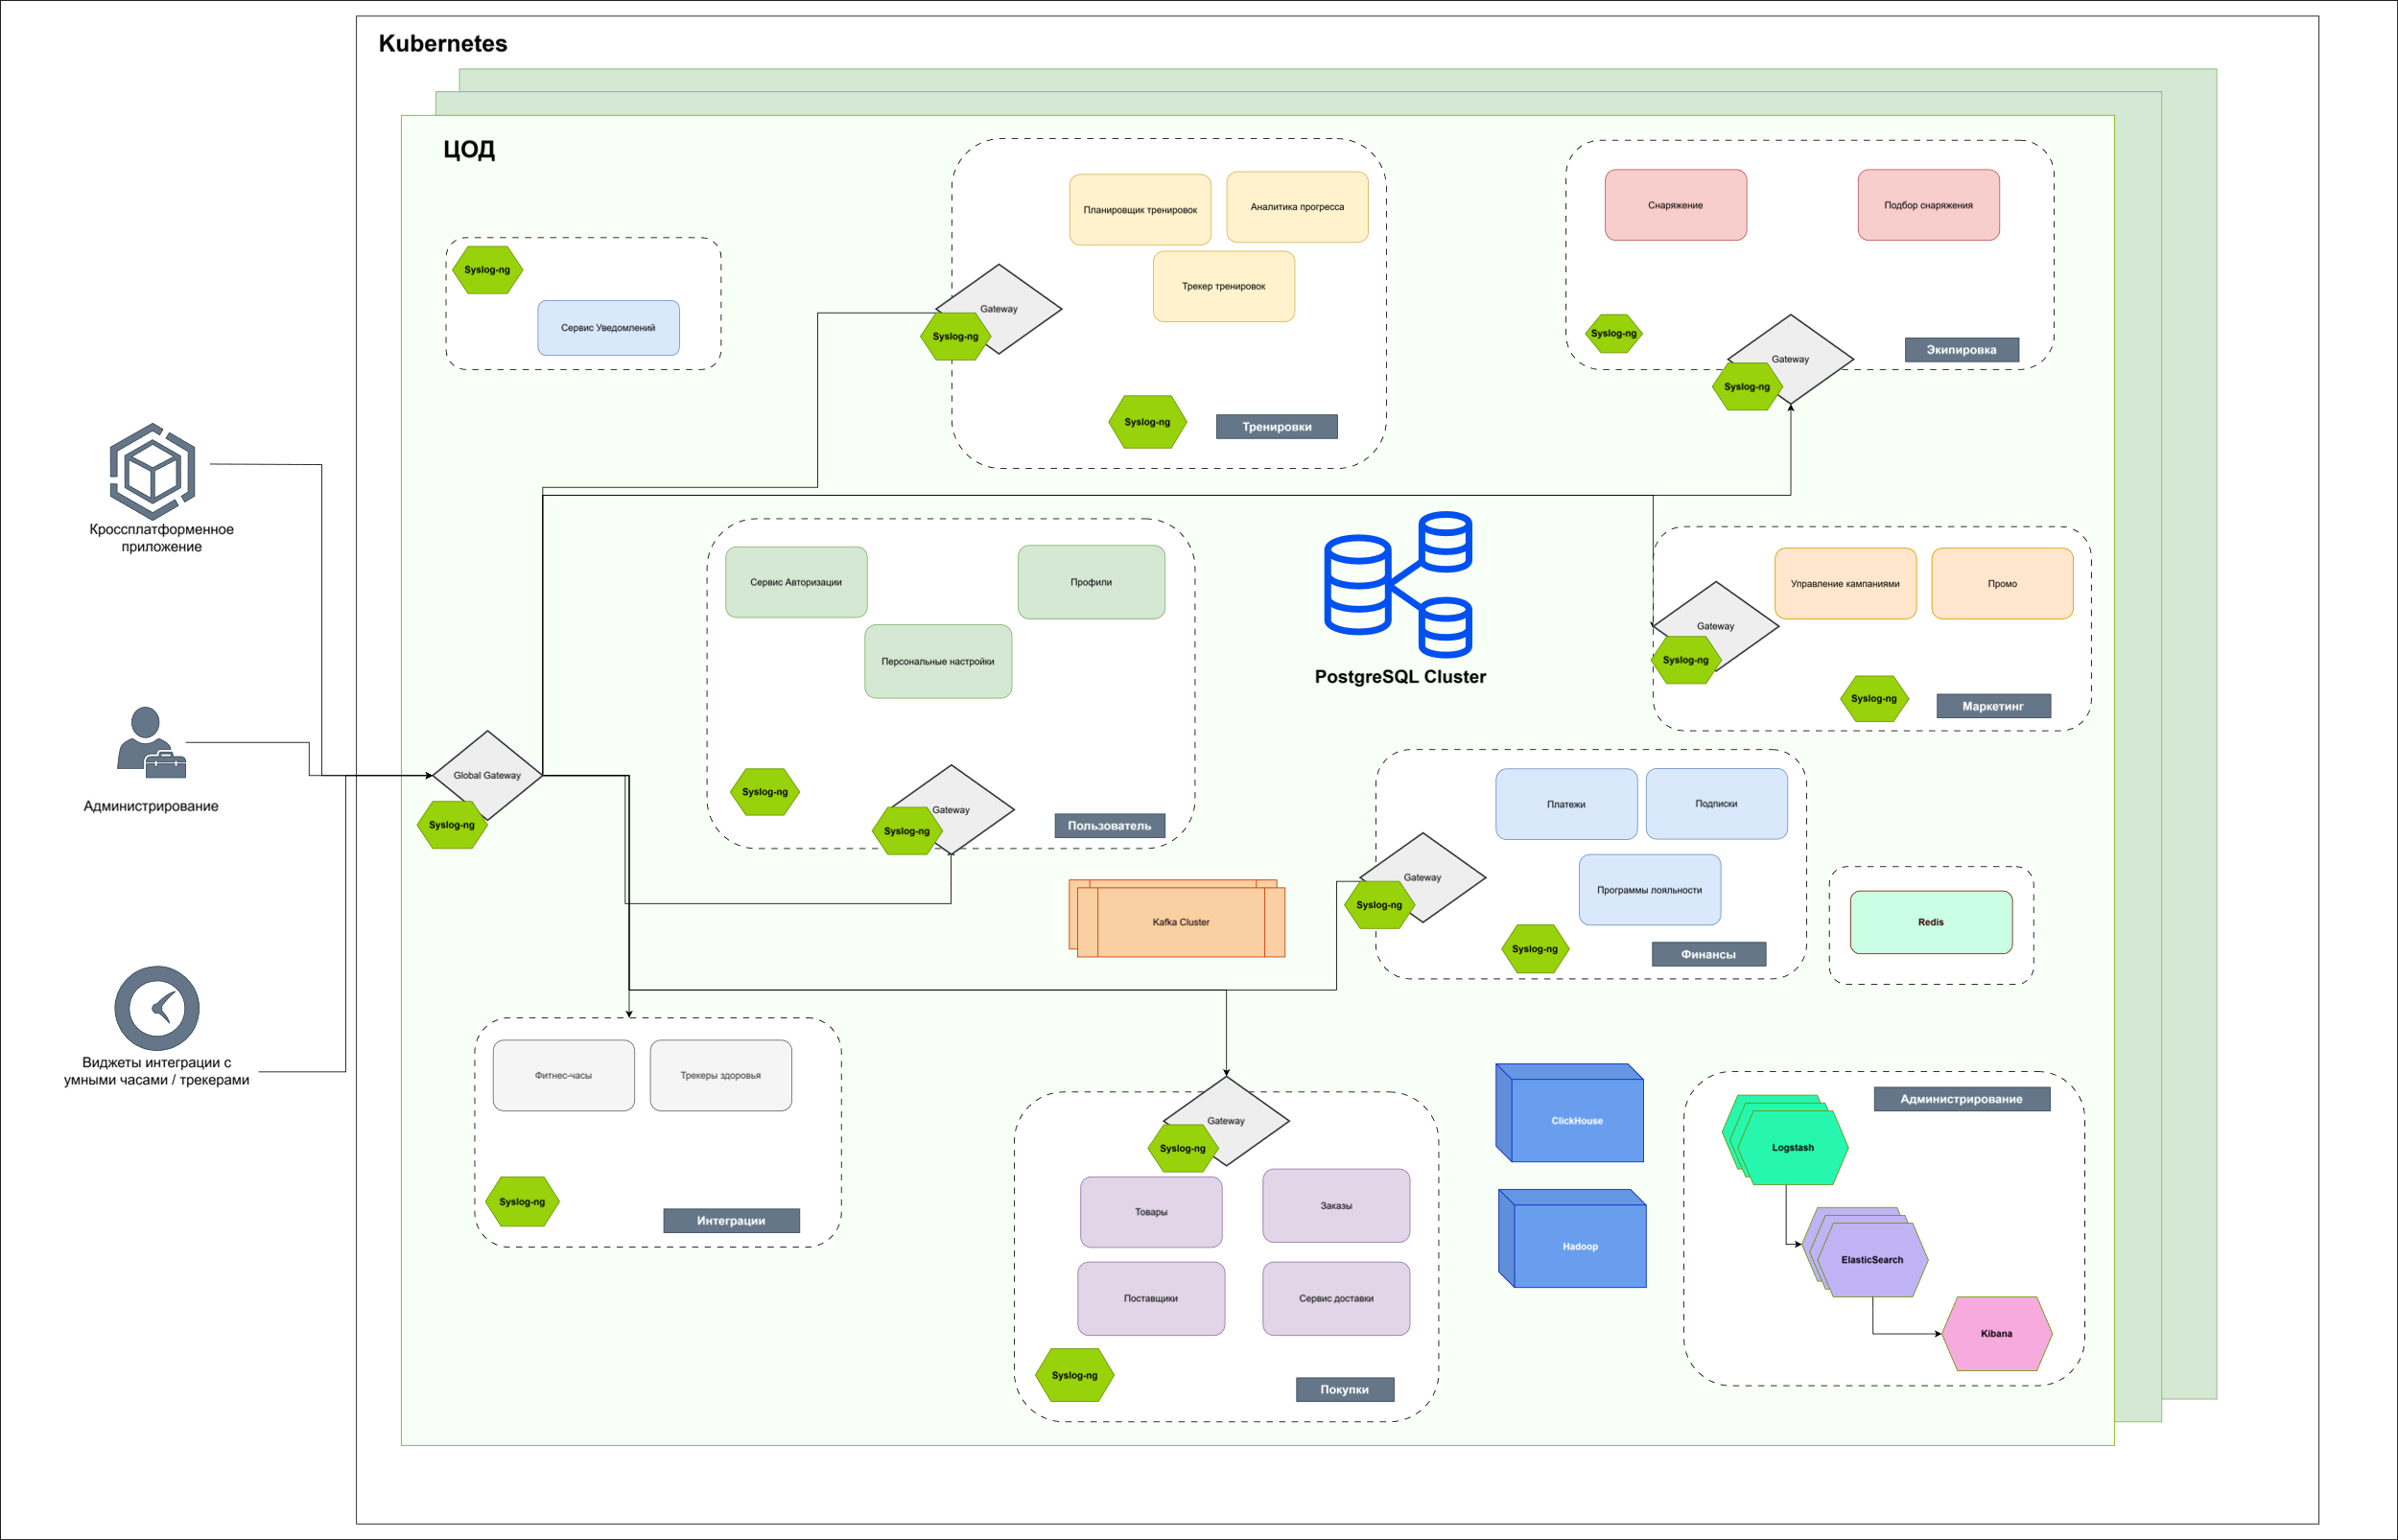 Kubernetes
ЦОД
Syslog-ng
Сервис Уведомлений
Планировщик тренировок
Аналитика прогресса
Трекер тренировок
Gateway
Syslog-ng
Syslog-ng
Тренировки
Снаряжение
Подбор снаряжения
Syslog-ng
Gateway
Syslog-ng
Экипировка
Кроссплатформенное
приложение
Администрирование
Виджеты интеграции с
умными часами / трекерами
Global Gateway
Syslog-ng
Сервис Авторизации
Профили
Персональные настройки
Syslog-ng
Gateway
Syslog-ng
Пользователь
PostgreSQL Cluster
Управление кампаниями
Промо
Gateway
Syslog-ng
Syslog-ng
Маркетинг
Платежи
Подписки
Gateway
Syslog-ng
Программы лояльности
Syslog-ng
Финансы
Kafka Cluster
Redis
Фитнес-часы
Трекеры здоровья
Syslog-ng
Интеграции
Gateway
Syslog-ng
Товары
Заказы
Поставщики
Сервис доставки
Syslog-ng
Покупки
ClickHouse
Hadoop
Администрирование
Logstash
ElasticSearch
Kibana